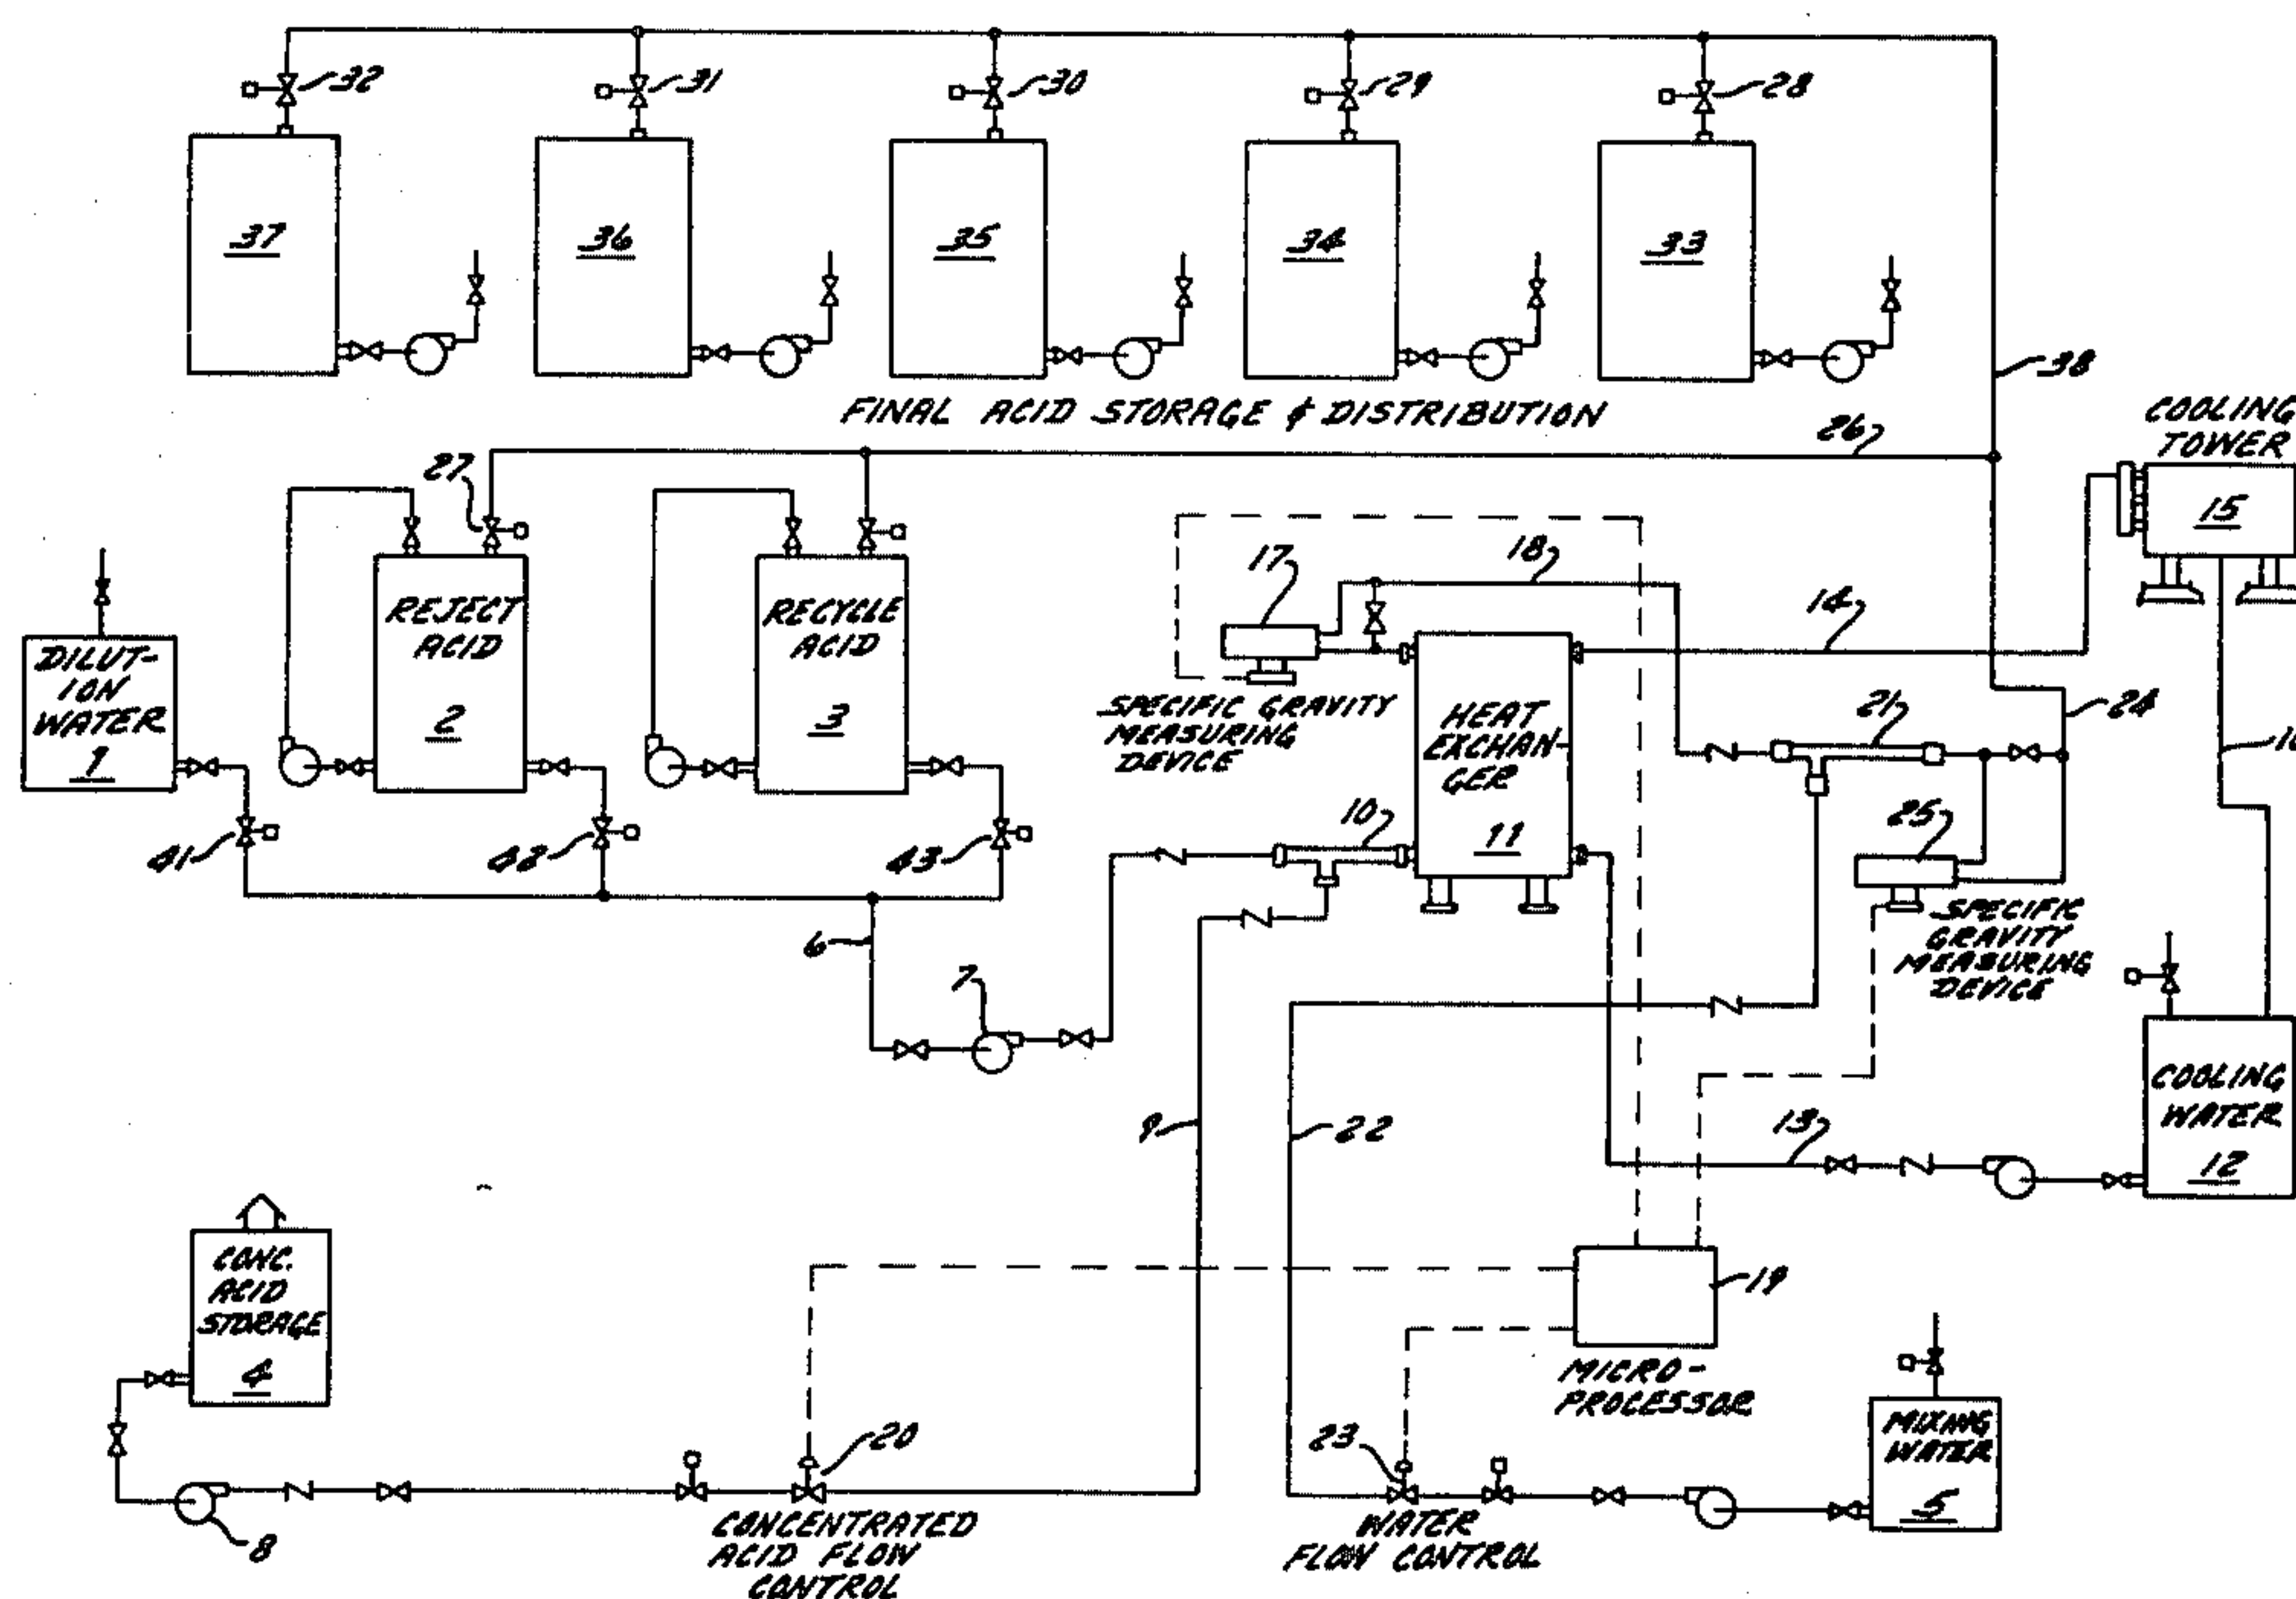 32
31
30
29
28
37
36
35
34
33
38
FINAL ACID STORAGE & DISTRIBUTION
26
COOLING
TOWER
15
27
REJECT
ACID
2
RECYCLE
ACID
3
DILUT-
ION
WATER
1
41
42
43
17
SPECIFIC GRAVITY
MEASURING
DEVICE
18
14
HEAT
EXCHAN-
GER
11
10
21
24
25
SPECIFIC
GRAVITY
MEASURING
DEVICE
6
7
9
22
13
COOLING
WATER
12
CONC.
ACID
STORAGE
4
8
20
CONCENTRATED
ACID FLOW
CONTROL
19
MICRO-
PROCESSOR
23
WATER
FLOW CONTROL
MIXING
WATER
5